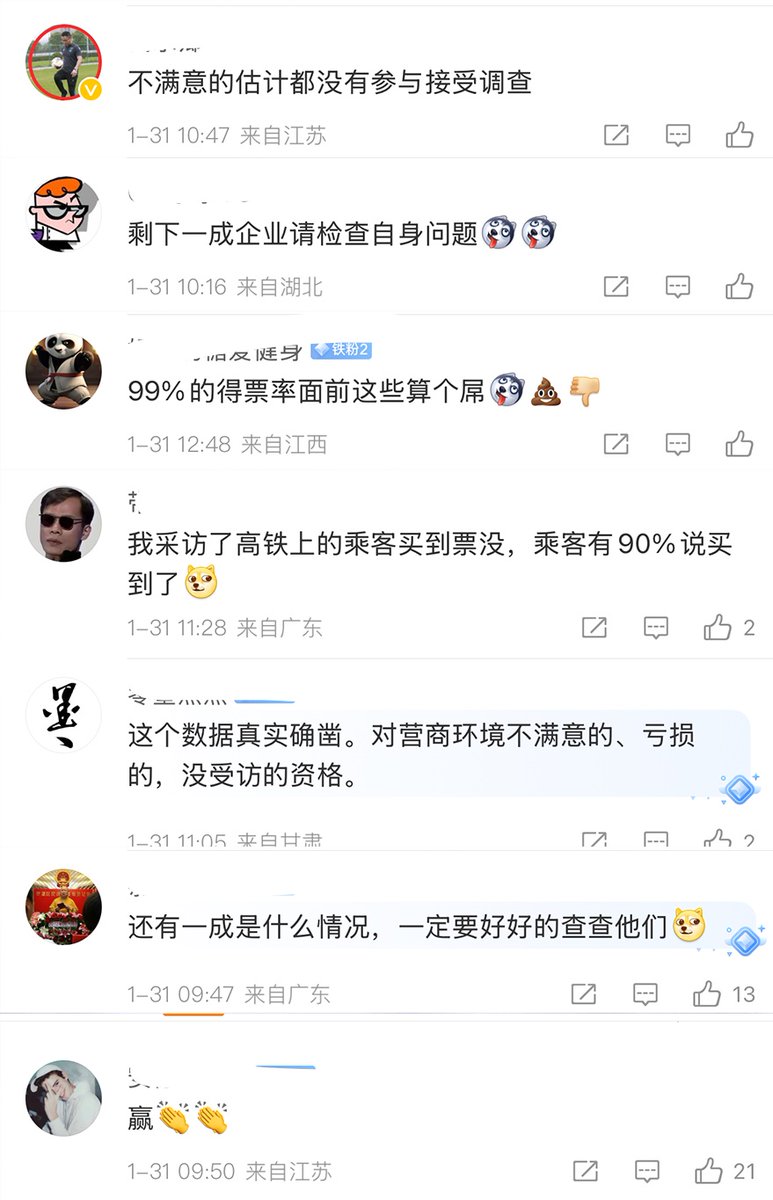 不满意的估计都没有参与接受调查
1-31 10:47 来自江苏
剩下一成企业请检查自身问题
1-31 10:16 来自湖北
铁粉2
99%的得票率面前这些算个屌
1-31 12:48 来自江西
我采访了高铁上的乘客买到票没，乘客有90%说买
到了
1-31 11:28 来自广东
2
这个数据真实确凿。对营商环境不满意的、亏损
的，没受访的资格。
1-31 11:05 来自甘肃
2
还有一成是什么情况，一定要好好的查查他们
1-31 09:47 来自广东
13
赢
1-31 09:50 来自江苏
21